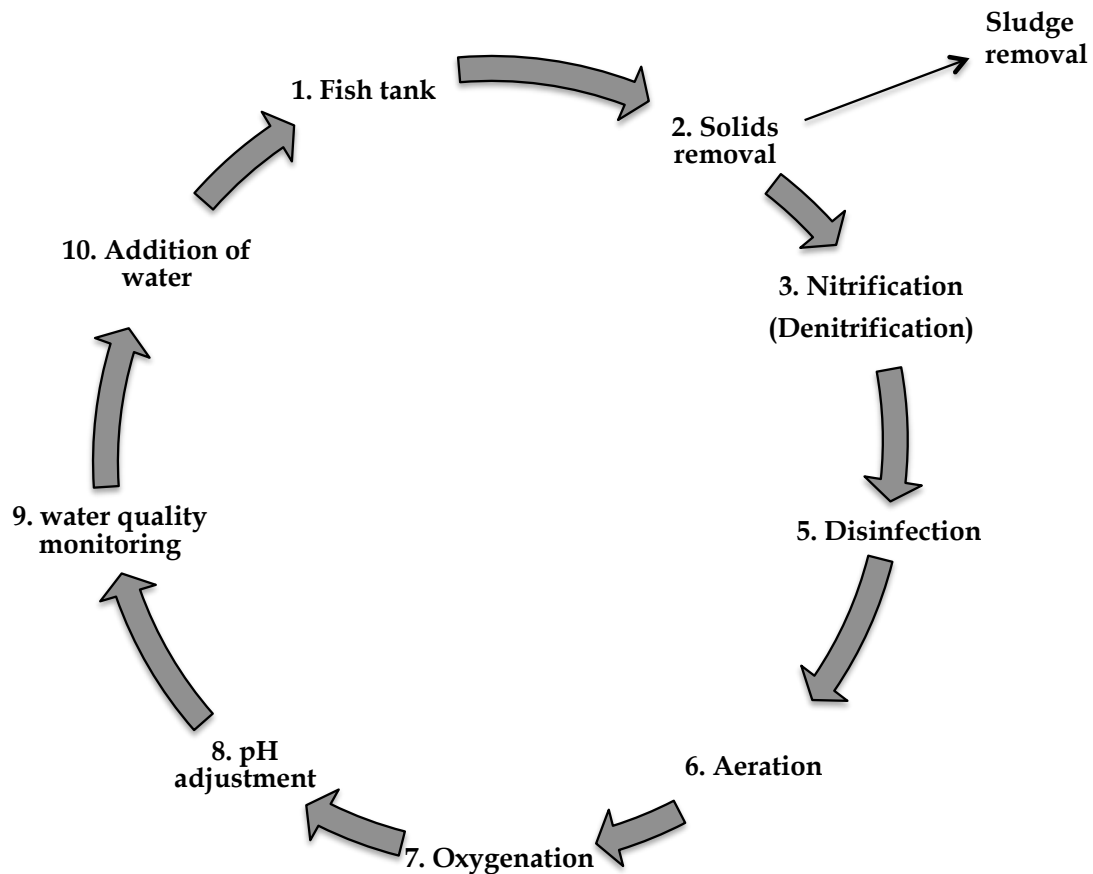 Sludge
removal
1. Fish tank
2. Solids
removal
3. Nitrification
(Denitrification)
5. Disinfection
6. Aeration
7. Oxygenation
8. pH
adjustment
9. water quality
monitoring
10. Addition of
water